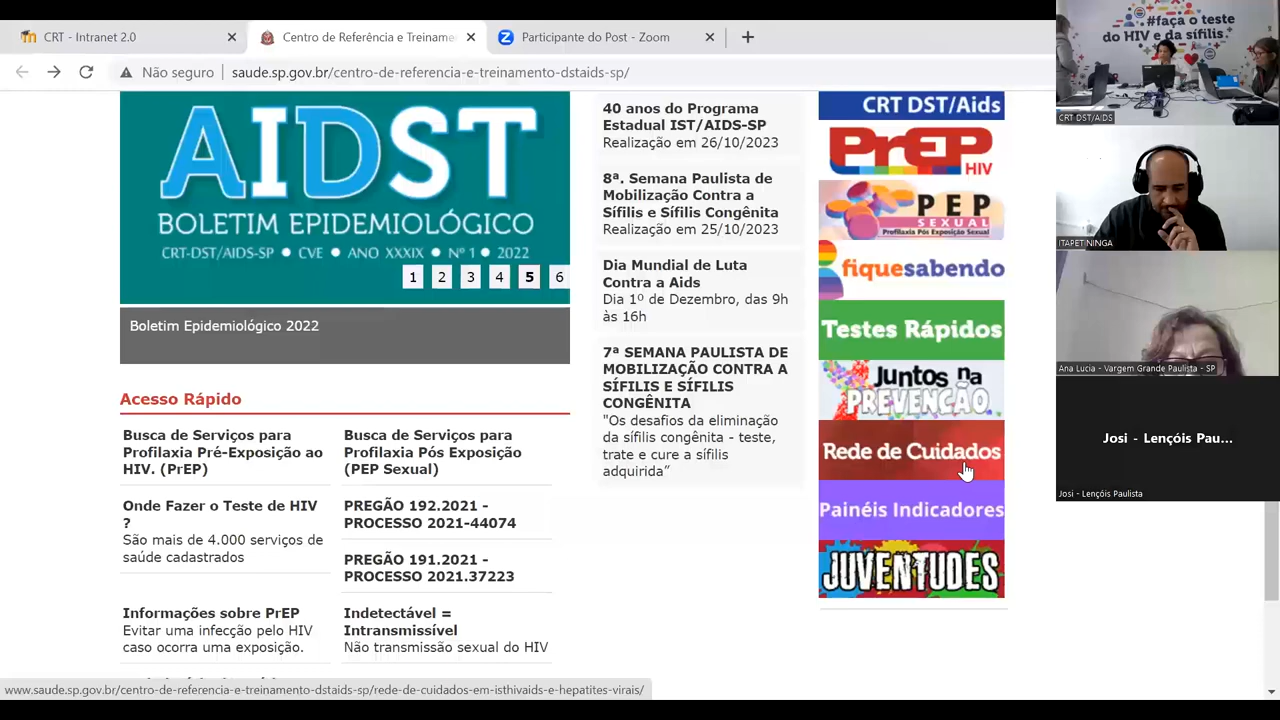 CRT - Intranet 2.0
Centro de Referência e Treiname
Participante do Post - Zoom
Não seguro
saude.sp.gov.br/centro-de-referencia-e-treinamento-dstaids-sp/
AIDST
BOLETIM EPIDEMIOLÓGICO
CRT-DST/AIDS-SP • CVE • ANO XXXIX • Nº 1 • 2022
1 2 3 4 5 6
Boletim Epidemiológico 2022
Acesso Rápido
Busca de Serviços para
Profilaxia Pré-Exposição ao
HIV. (PrEP)
Onde Fazer o Teste de HIV
?
São mais de 4.000 serviços de
saúde cadastrados
Informações sobre PrEP
Evitar uma infecção pelo HIV
caso ocorra uma exposição.
Busca de Serviços para
Profilaxia Pós Exposição
(PEP Sexual)
PREGÃO 192.2021 -
PROCESSO 2021-44074
PREGÃO 191.2021 -
PROCESSO 2021.37223
Indetectável =
Intransmissível
Não transmissão sexual do HIV
40 anos do Programa
Estadual IST/AIDS-SP
Realização em 26/10/2023
8ª. Semana Paulista de
Mobilização Contra a
Sífilis e Sífilis Congênita
Realização em 25/10/2023
Dia Mundial de Luta
Contra a Aids
Dia 1º de Dezembro, das 9h
às 16h
7ª SEMANA PAULISTA DE
MOBILIZAÇÃO CONTRA A
SÍFILIS E SÍFILIS
CONGÊNITA
"Os desafios da eliminação
da sífilis congênita - teste,
trate e cure a sífilis
adquirida”
CRT DST/Aids
PrEP
HIV
PEP
SEXUAL
Profilaxia Pós Exposição Sexual
fiquesabendo
Testes Rápidos
Juntos na
PREVENÇÃO
Rede de Cuidados
Painéis Indicadores
JUVENTUDES
www.saude.sp.gov.br/centro-de-referencia-e-treinamento-dstaids-sp/rede-de-cuidados-em-isthivaids-e-hepatites-virais/
#faça o teste
do HIV e da sífilis
CRT DST/AIDS
ITAPET NINGA
Ana Lucia - Vargem Grande Paulista - SP
Josi - Lençóis Pau...
Josi - Lençóis Paulista